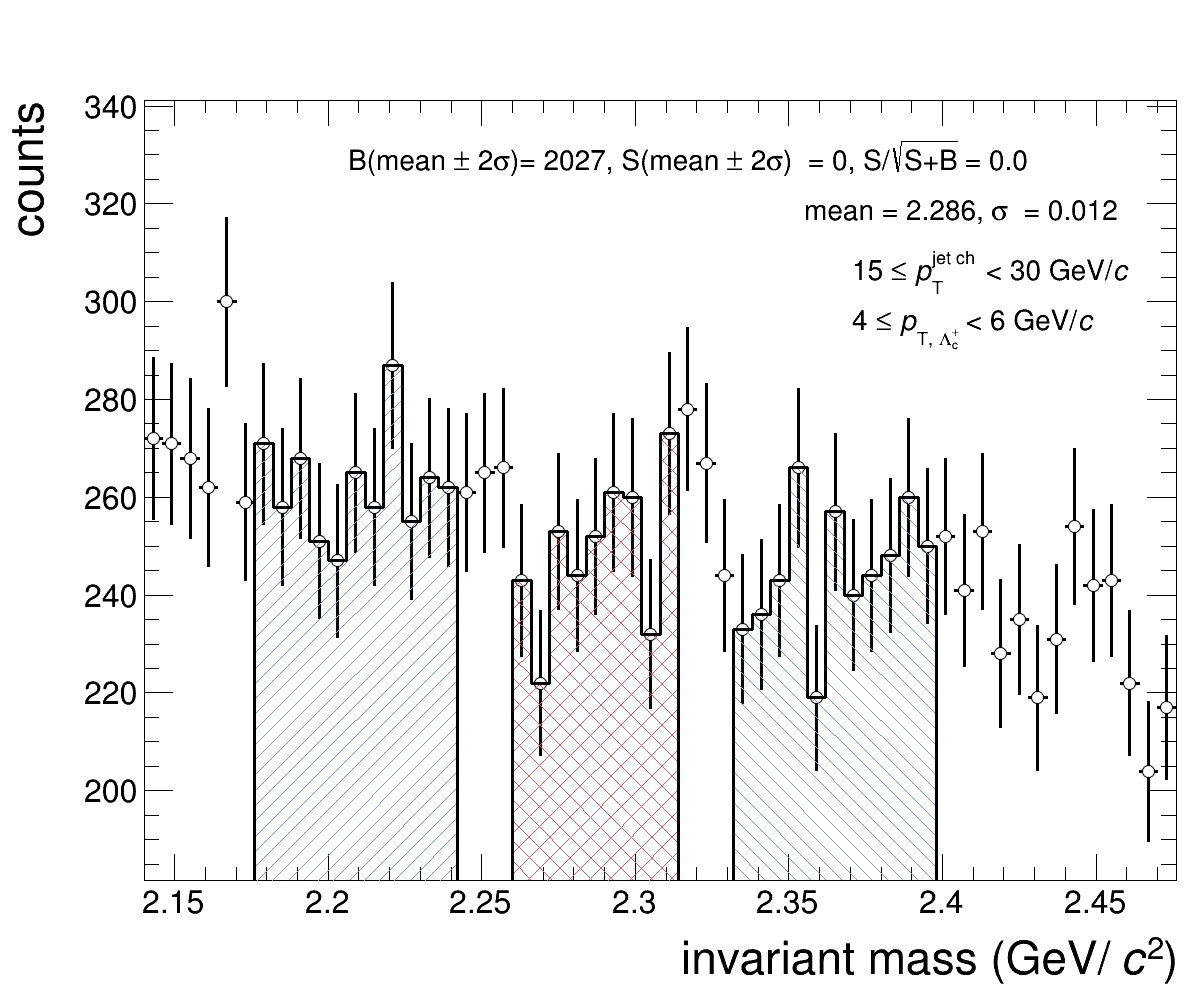 counts
340
320
300
280
260
240
220
200
B(mean ± 2σ)= 2027, S(mean ± 2σ) = 0, S/√S+B = 0.0
mean = 2.286, σ = 0.012
15 ≤ p_T^jet ch < 30 GeV/c
4 ≤ p_T, Λ_c^+ < 6 GeV/c
2.15 2.2 2.25 2.3 2.35 2.4 2.45
invariant mass (GeV/ c²)